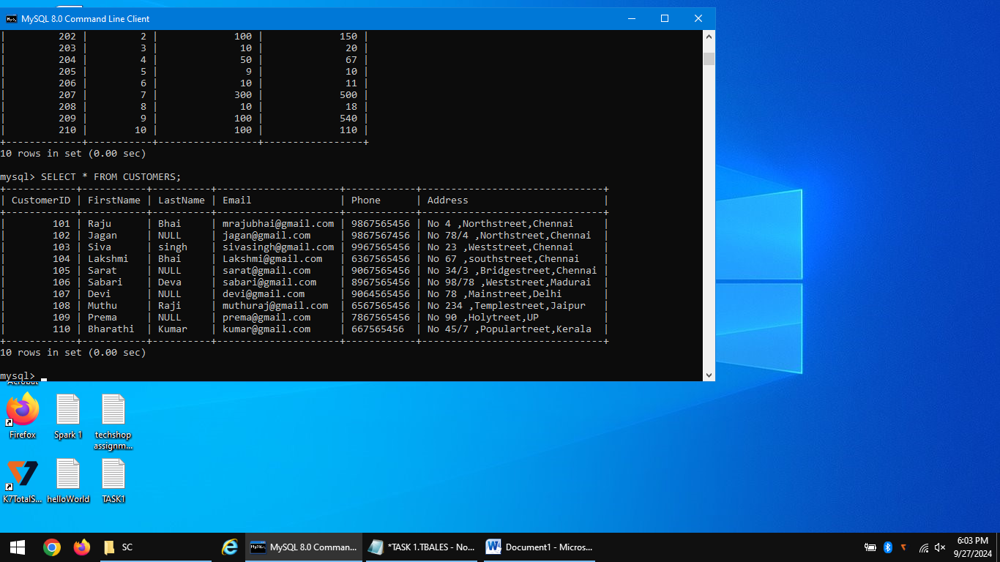 MySQL 8.0 Command Line Client
|         202 |         2 |             100 |             150 |
|         203 |         3 |              10 |              20 |
|         204 |         4 |              50 |              67 |
|         205 |         5 |               9 |              10 |
|         206 |         6 |              10 |              11 |
|         207 |         7 |             300 |             500 |
|         208 |         8 |              10 |              18 |
|         209 |         9 |             100 |             540 |
|         210 |        10 |             100 |             110 |
+-------------+-----------+-----------------+-----------------+
10 rows in set (0.00 sec)
mysql> SELECT * FROM CUSTOMERS;
+------------+-----------+----------+---------------------+------------+-------------------------------+
| CustomerID | FirstName | LastName | Email               | Phone      | Address                       |
+------------+-----------+----------+---------------------+------------+-------------------------------+
|        101 | Raju      | Bhai     | mrajubhai@gmail.com | 9867565456 | No 4 ,Northstreet,Chennai     |
|        102 | Jagan     | NULL     | jagan@gmail.com     | 9867567456 | No 78/4 ,Northstreet,Chennai  |
|        103 | Siva      | singh    | sivasingh@gmail.com | 9967565456 | No 23 ,Weststreet,Chennai     |
|        104 | Lakshmi   | Bhai     | Lakshmi@gmail.com   | 6367565456 | No 67 ,southstreet,Chennai    |
|        105 | Sarat     | NULL     | sarat@gmail.com     | 9067565456 | No 34/3 ,Bridgestreet,Chennai |
|        106 | Sabari    | Deva     | sabari@gmail.com    | 8967565456 | No 98/78 ,Weststreet,Madurai  |
|        107 | Devi      | NULL     | devi@gmail.com      | 9064565456 | No 78 ,Mainstreet,Delhi       |
|        108 | Muthu     | Raji     | muthuraj@gmail.com  | 6567565456 | No 234 ,Templestreet,Jaipur   |
|        109 | Prema     | NULL     | prema@gmail.com     | 7867565456 | No 90 ,Holytreet,UP           |
|        110 | Bharathi  | Kumar    | kumar@gmail.com     | 667565456  | No 45/7 ,Populartreet,Kerala  |
+------------+-----------+----------+---------------------+------------+-------------------------------+
10 rows in set (0.00 sec)
mysql>
Acrobat
Firefox Spark 1 techshop
assignm...
K7TotalS... helloWorld TASK1
SC MySQL 8.0 Comman... *TASK 1.TBALES - No... Document1 - Micros... 6:03 PM
9/27/2024